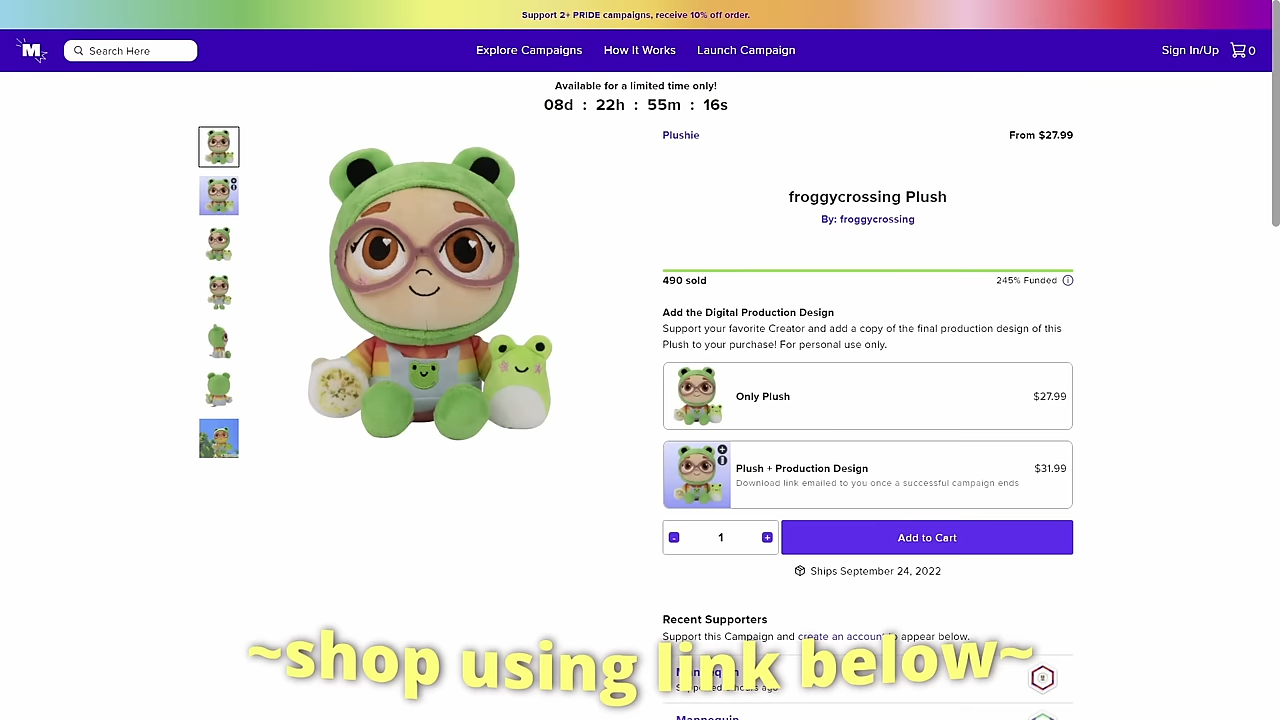 Support 2+ PRIDE campaigns, receive 10% off order.
M
Search Here
Explore Campaigns
How It Works
Launch Campaign
Sign In/Up
0
Available for a limited time only!
08d : 22h : 55m : 16s
Plushie
From $27.99
froggycrossing Plush
By: froggycrossing
490 sold
245% Funded
Add the Digital Production Design
Support your favorite Creator and add a copy of the final production design of this
Plush to your purchase! For personal use only.
Only Plush
$27.99
Plush + Production Design
$31.99
Download link emailed to you once a successful campaign ends
- 1 +
Add to Cart
Ships September 24, 2022
Recent Supporters
Support this Campaign and create an account to appear below.
~shop using link below~
Mannequin
ago
Mannequin